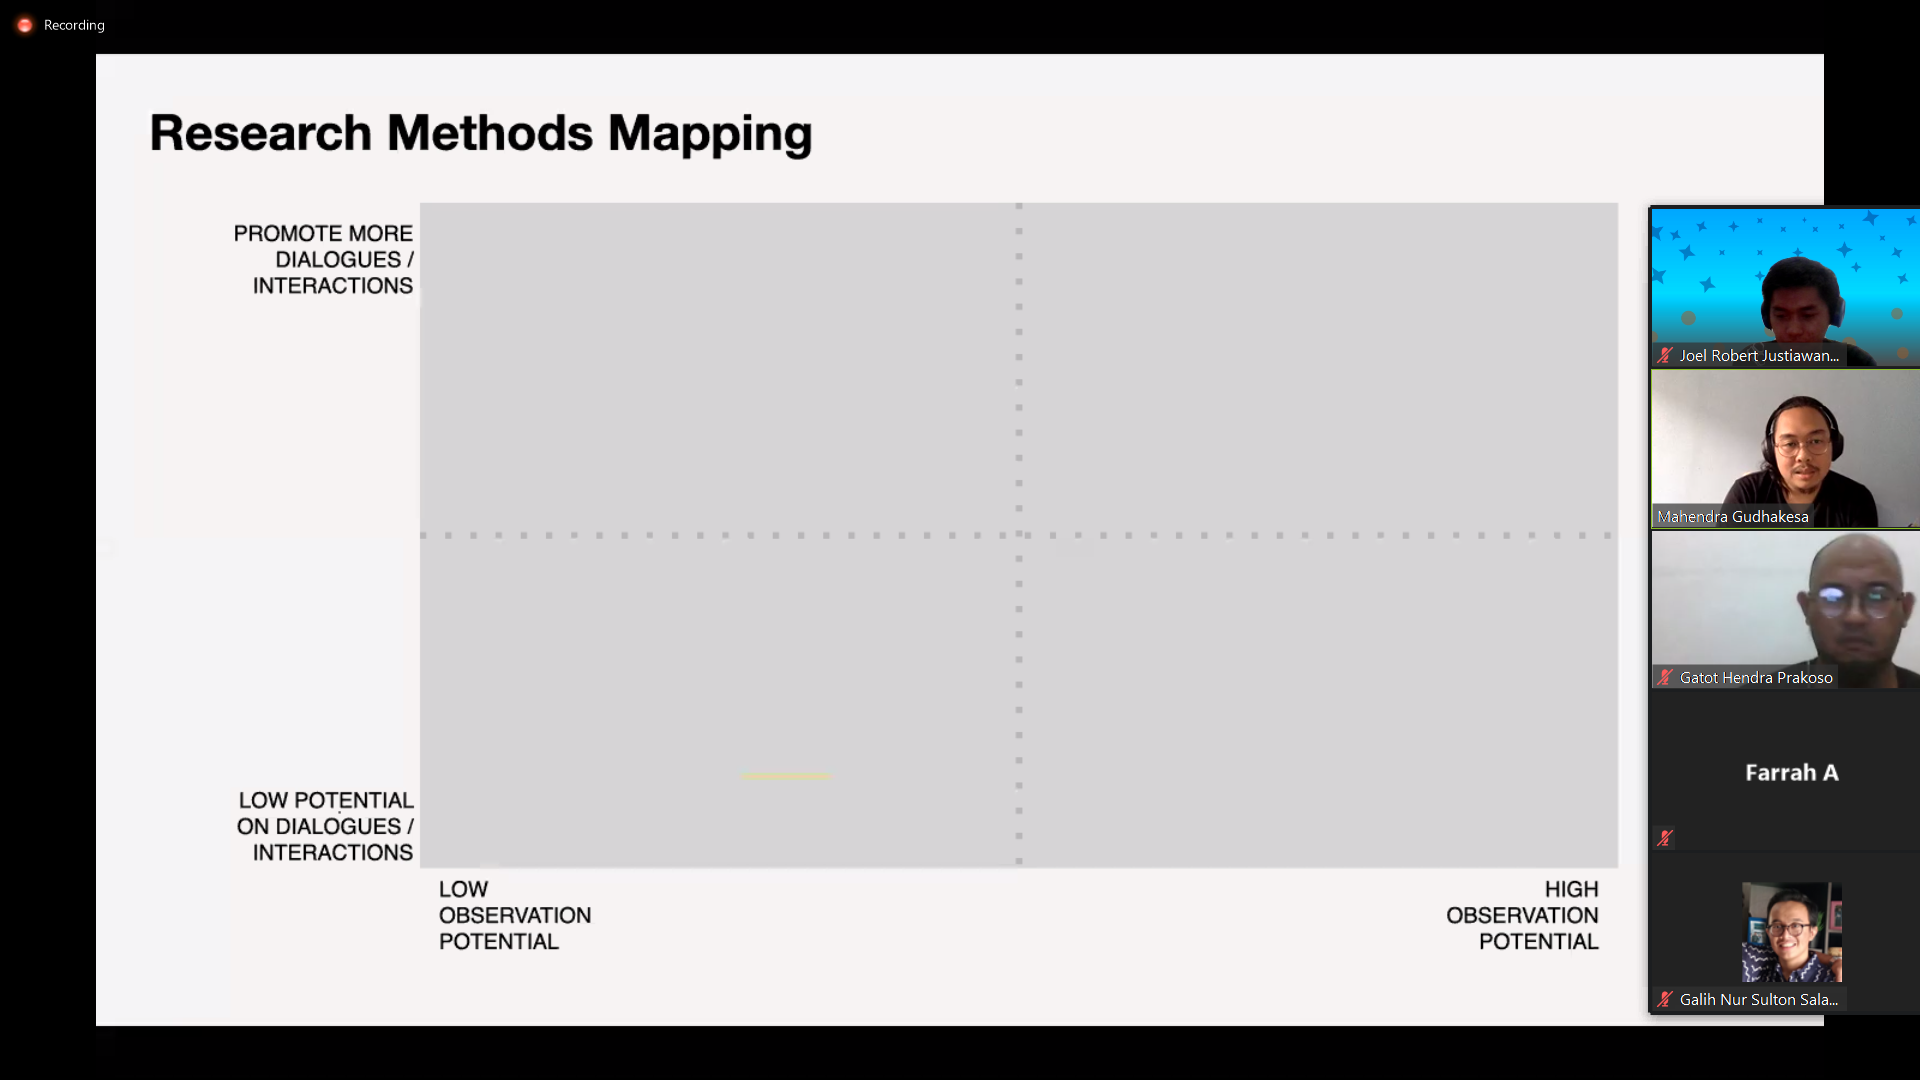 Recording
Research Methods Mapping
PROMOTE MORE
DIALOGUES /
INTERACTIONS
LOW POTENTIAL
ON DIALOGUES /
INTERACTIONS
LOW
OBSERVATION
POTENTIAL
HIGH
OBSERVATION
POTENTIAL
Joel Robert Justiawan...
Mahendra Gudhakesa
Gatot Hendra Prakoso
Farrah A
Galih Nur Sulton Sala...